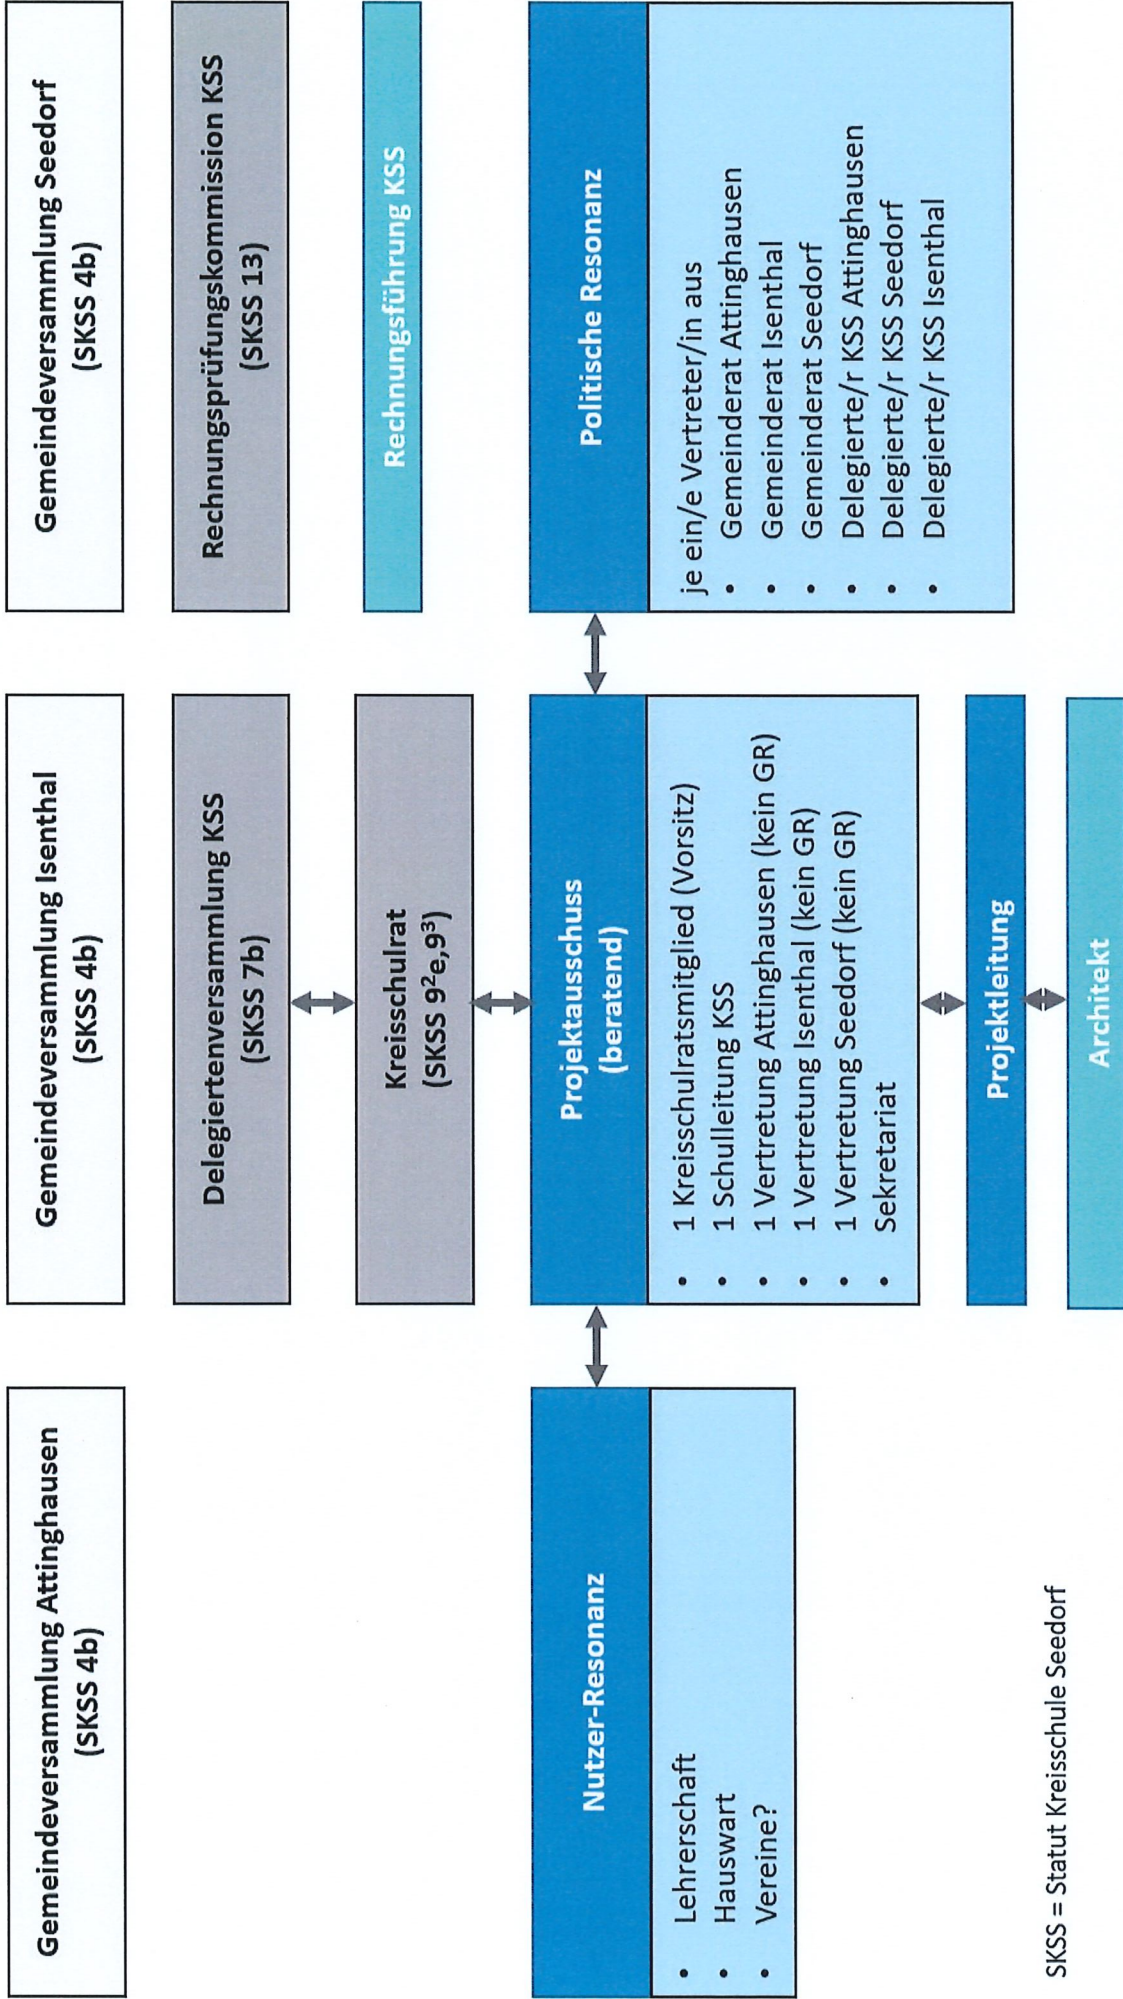 Gemeindeversammlung Attinghausen
(SKSS 4b)
Gemeindeversammlung Isenthal
(SKSS 4b)
Gemeindeversammlung Seedorf
(SKSS 4b)
Delegiertenversammlung KSS
(SKSS 7b)
Rechnungsprüfungskommission KSS
(SKSS 13)
Kreisschulrat
(SKSS 9²e,9³)
Rechnungsführung KSS
Nutzer-Resonanz
• Lehrerschaft
• Hauswart
• Vereine?
Projektausschuss
(beratend)
• 1 Kreisschulratsmitglied (Vorsitz)
• 1 Schulleitung KSS
• 1 Vertretung Attinghausen (kein GR)
• 1 Vertretung Isenthal (kein GR)
• 1 Vertretung Seedorf (kein GR)
• Sekretariat
Politische Resonanz
je ein/e Vertreter/in aus
• Gemeinderat Attinghausen
• Gemeinderat Isenthal
• Gemeinderat Seedorf
• Delegierte/r KSS Attinghausen
• Delegierte/r KSS Seedorf
• Delegierte/r KSS Isenthal
Projektleitung
Architekt
SKSS = Statut Kreisschule Seedorf